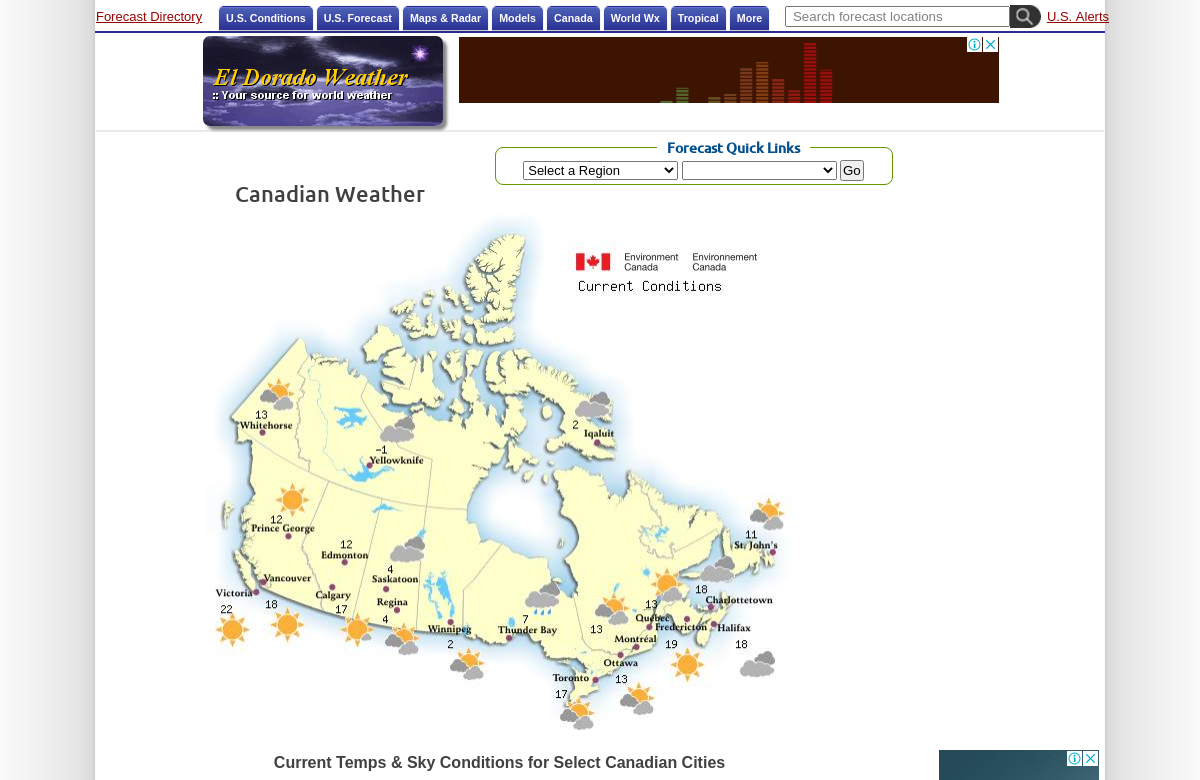 Forecast Directory
U.S. Conditions
U.S. Forecast
Maps & Radar
Models
Canada
World Wx
Tropical
More
Search forecast locations
U.S. Alerts
El Dorado Weather
:: Your source for world weather
Forecast Quick Links
Select a Region
Go
Canadian Weather
Environment Canada
Environnement Canada
Current Conditions
13
Whitehorse
2
Iqaluit
-1
Yellowknife
12
Prince George
12
Edmonton
11
St. John's
4
Saskatoon
Vancouver
Victoria
Calgary
Regina
18
Charlottetown
22
18
17
4
13
Québec
Fredericton
Halifax
Winnipeg
7
Thunder Bay
13
Montréal
2
19
18
Ottawa
Toronto
13
17
Current Temps & Sky Conditions for Select Canadian Cities